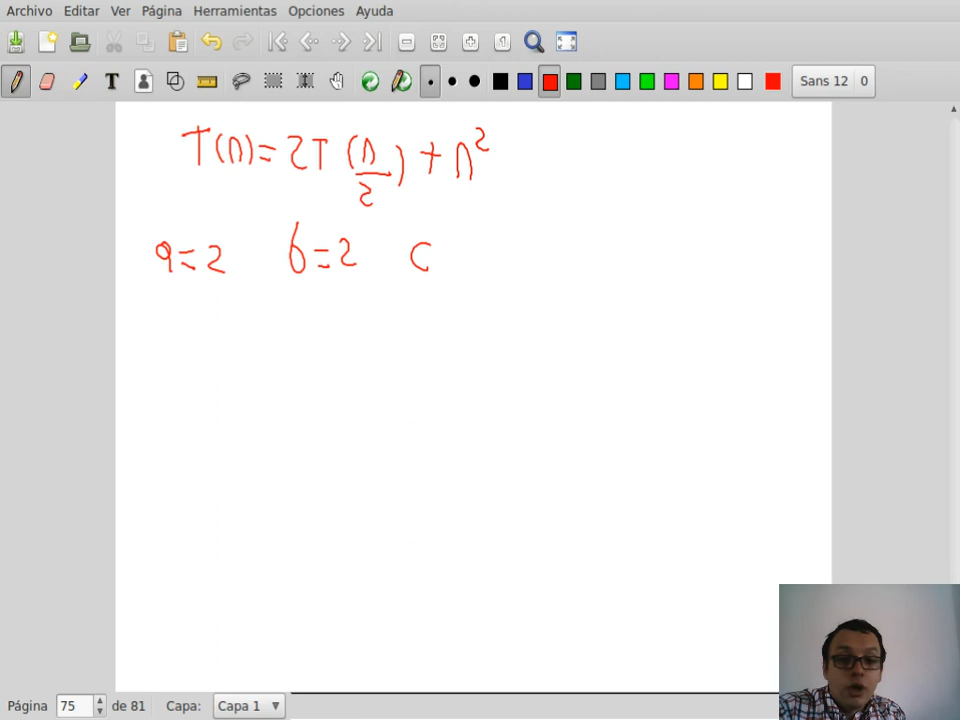 Archivo Editar Ver Página Herramientas Opciones Ayuda
Sans 12 0
T(n)=2T(n/2)+n²
a=2 b=2 c
Página 75 de 81 Capa: Capa 1